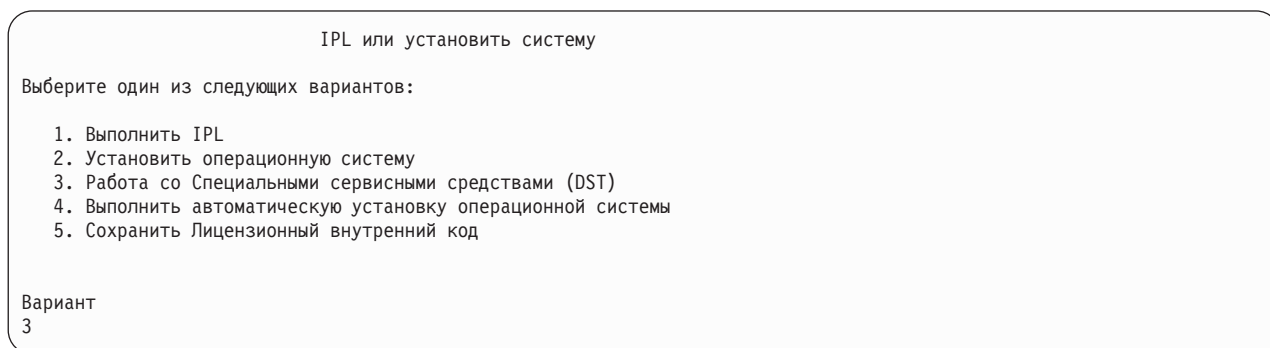 IPL или установить систему
Выберите один из следующих вариантов:
1. Выполнить IPL
2. Установить операционную систему
3. Работа со Специальными сервисными средствами (DST)
4. Выполнить автоматическую установку операционной системы
5. Сохранить Лицензионный внутренний код
Вариант
3